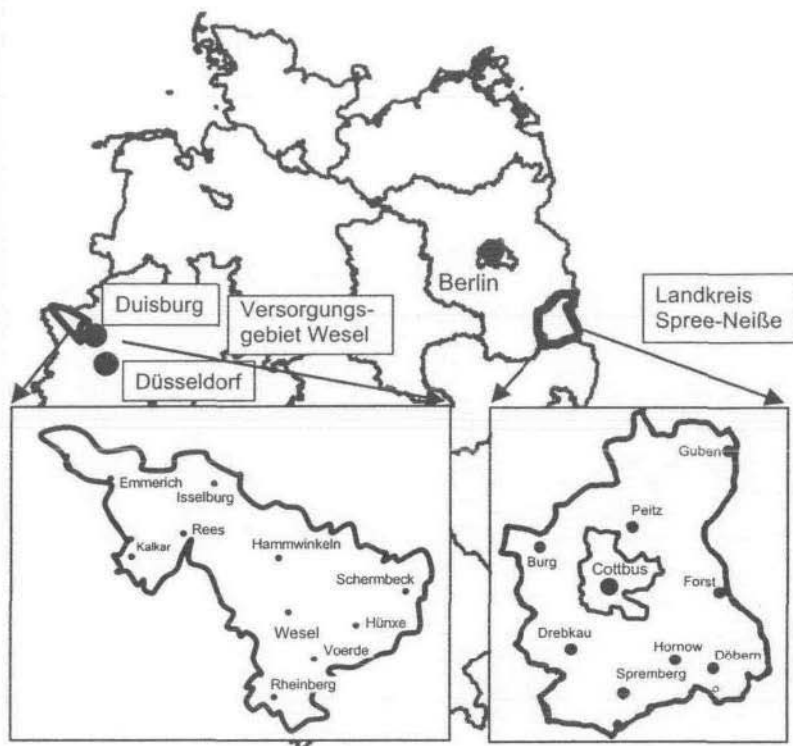 Berlin
Duisburg
Versorgungs-
gebiet Wesel
Landkreis
Spree-Neiße
Düsseldorf
Emmerich
Isselburg
Rees
Kalkar
Hammwinkeln
Schermbeck
Wesel
Hünxe
Voerde
Rheinberg
Guben
Peitz
Burg
Cottbus
Forst
Drebkau
Hornow
Döbern
Spremberg